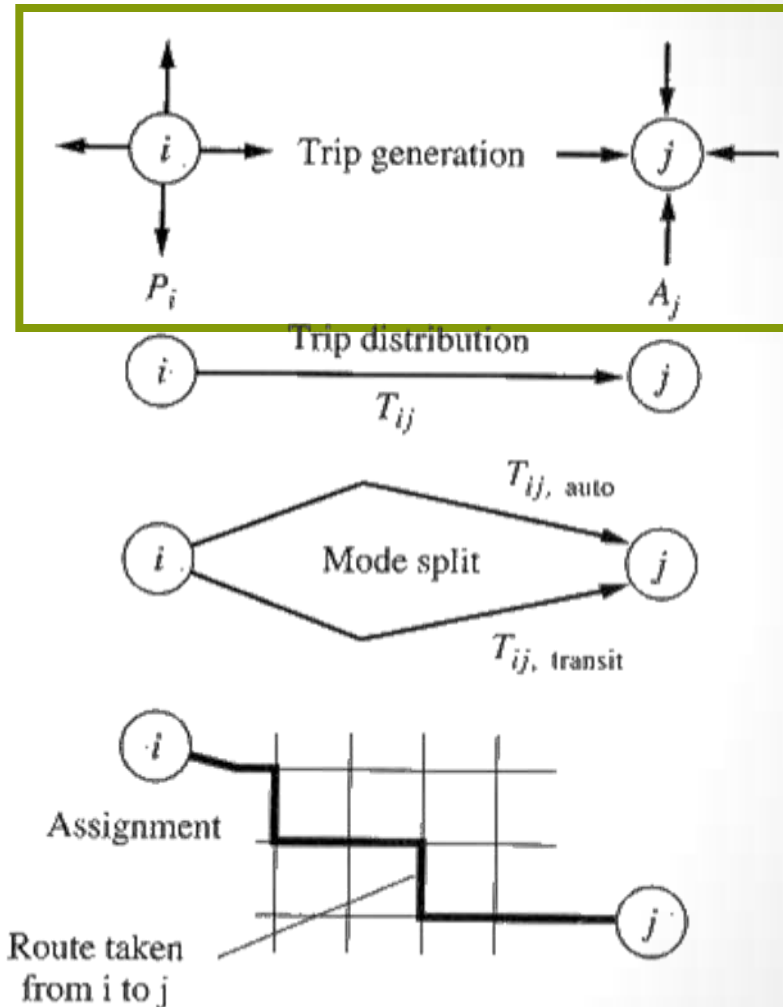 i
Trip generation
j
P_i
A_j
Trip distribution
i
j
T_ij
T_ij, auto
i
Mode split
j
T_ij, transit
i
Assignment
j
Route taken
from i to j